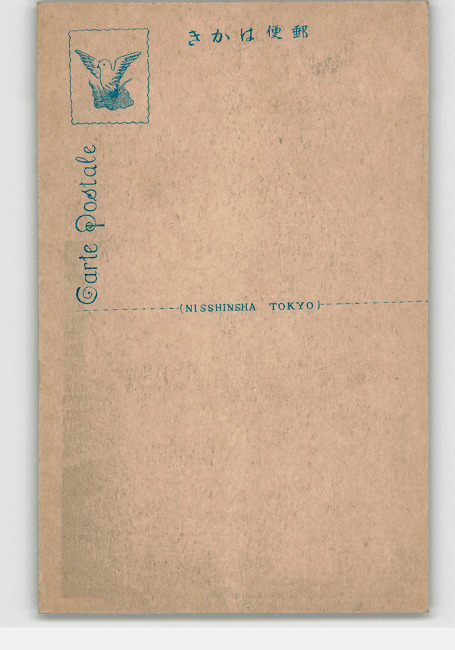 きかは便郵
Carte Postale
(NISSHINSHA TOKYO)